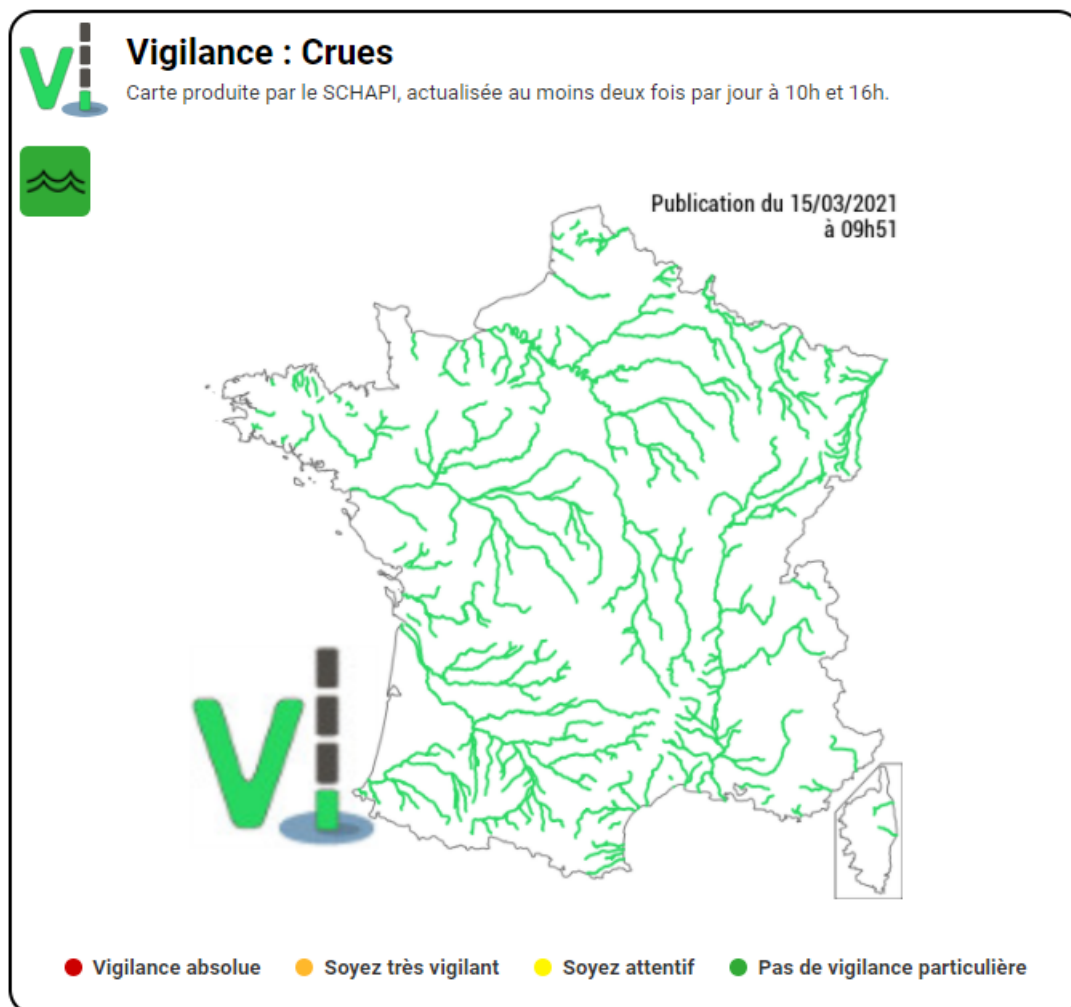 Vigilance : Crues
Carte produite par le SCHAPI, actualisée au moins deux fois par jour à 10h et 16h.
Publication du 15/03/2021
à 09h51
Vi
Vigilance absolue
Soyez très vigilant
Soyez attentif
Pas de vigilance particulière